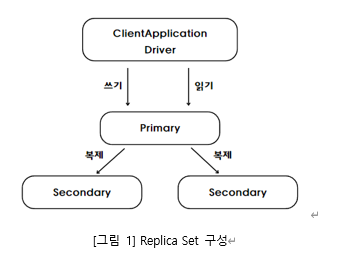 ClientApplication
Driver
쓰기 읽기
Primary
복제 복제
Secondary Secondary
[그림 1] Replica Set 구성